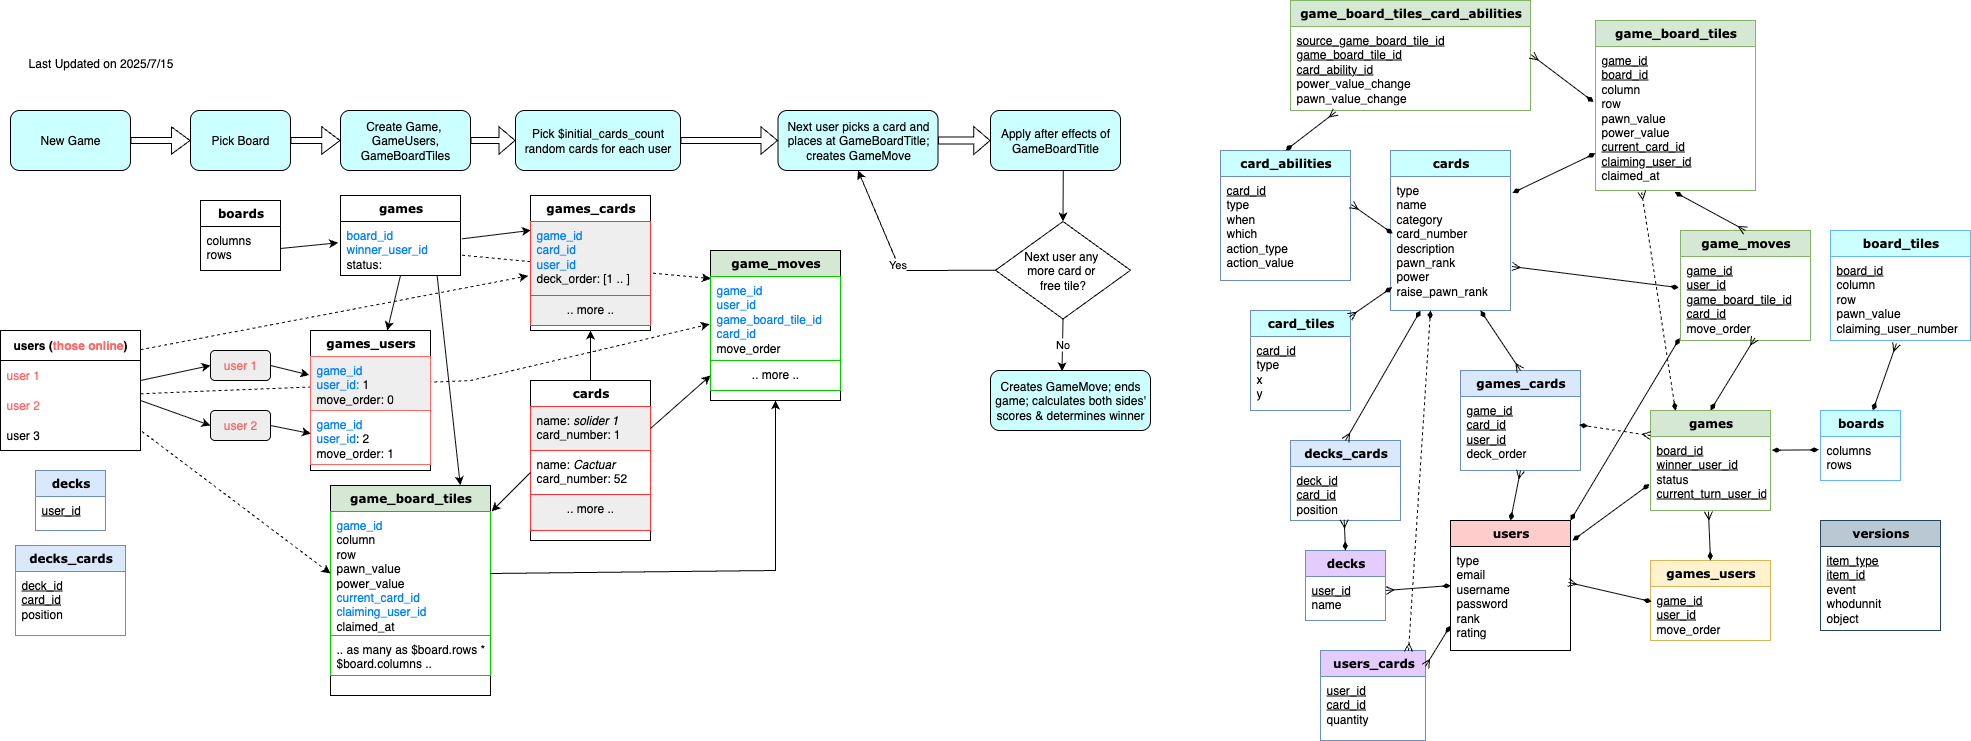 Last Updated on 2025/7/15
New Game
Pick Board
Create Game,
GameUsers,
GameBoardTiles
Pick $initial_cards_count
random cards for each user
Next user picks a card and
places at GameBoardTitle;
creates GameMove
Apply after effects of
GameBoardTitle
Next user any
more card or
free tile?
Yes
No
Creates GameMove; ends
game; calculates both sides'
scores & determines winner
boards
columns
rows
games
board_id
winner_user_id
status:
games_cards
game_id
card_id
user_id
deck_order: [1 .. ]
.. more ..
game_moves
game_id
user_id
game_board_tile_id
card_id
move_order
.. more ..
users (those online)
user 1
user 2
user 3
user 1
user 2
games_users
game_id
user_id: 1
move_order: 0
game_id
user_id: 2
move_order: 1
cards
name: solider 1
card_number: 1
name: Cactuar
card_number: 52
.. more ..
decks
user_id
decks_cards
deck_id
card_id
position
game_board_tiles
game_id
column
row
pawn_value
power_value
current_card_id
claiming_user_id
claimed_at
.. as many as $board.rows *
$board.columns ..
game_board_tiles_card_abilities
source_game_board_tile_id
game_board_tile_id
card_ability_id
power_value_change
pawn_value_change
game_board_tiles
game_id
board_id
column
row
pawn_value
power_value
current_card_id
claiming_user_id
claimed_at
card_abilities
card_id
type
when
which
action_type
action_value
cards
type
name
category
card_number
description
pawn_rank
power
raise_pawn_rank
game_moves
game_id
user_id
game_board_tile_id
card_id
move_order
board_tiles
board_id
column
row
pawn_value
claiming_user_number
card_tiles
card_id
type
x
y
games_cards
game_id
card_id
user_id
deck_order
games
board_id
winner_user_id
status
current_turn_user_id
boards
columns
rows
decks_cards
deck_id
card_id
position
users
type
email
username
password
rank
rating
versions
item_type
item_id
event
whodunnit
object
decks
user_id
name
games_users
game_id
user_id
move_order
users_cards
user_id
card_id
quantity